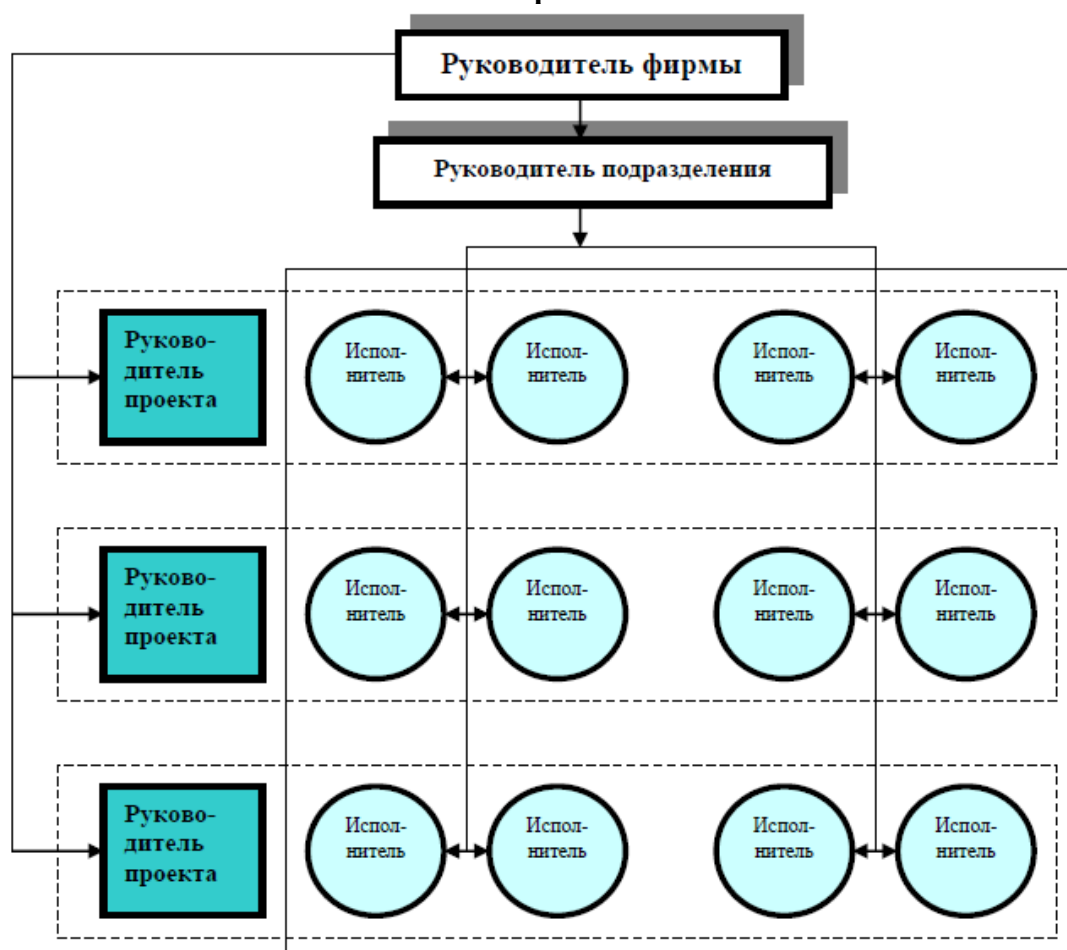 Руководитель фирмы
Руководитель подразделения
Руково-
дитель
проекта
Испол-
нитель
Испол-
нитель
Испол-
нитель
Испол-
нитель
Руково-
дитель
проекта
Испол-
нитель
Испол-
нитель
Испол-
нитель
Испол-
нитель
Руково-
дитель
проекта
Испол-
нитель
Испол-
нитель
Испол-
нитель
Испол-
нитель